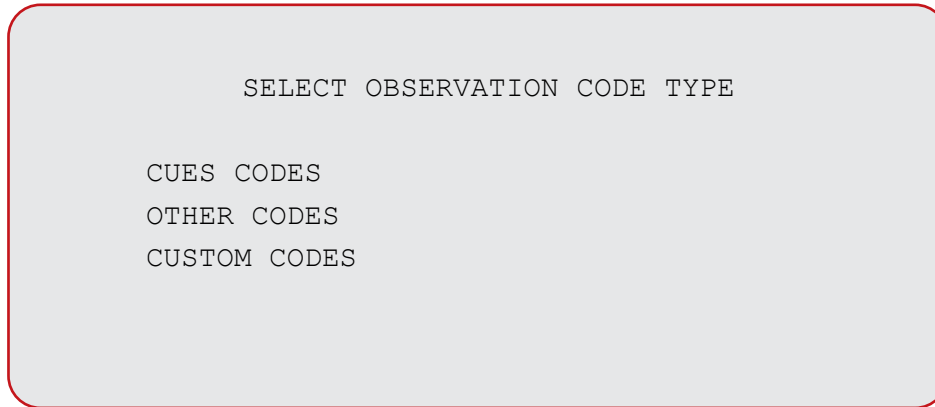 SELECT OBSERVATION CODE TYPE
CUES CODES
OTHER CODES
CUSTOM CODES